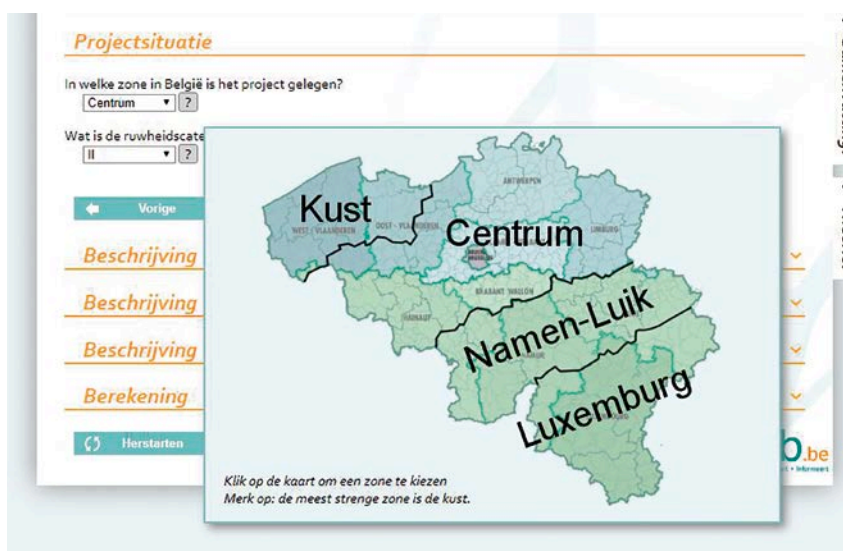 Projectsituatie
In welke zone in België is het project gelegen?
Centrum
?
Wat is de ruwheidscate
II
?
Vorige
Beschrijving
Beschrijving
Beschrijving
Berekening
Herstarten
Kust
Centrum
Namen-Luik
Luxemburg
ANTWERPEN
WEST - VLAANDEREN
OOST - VLAANDEREN
LIMBURG
BRABANT WALLON
HAINAUT
Klik op de kaart om een zone te kiezen
Merk op: de meest strenge zone is de kust.
b.be
Informeert